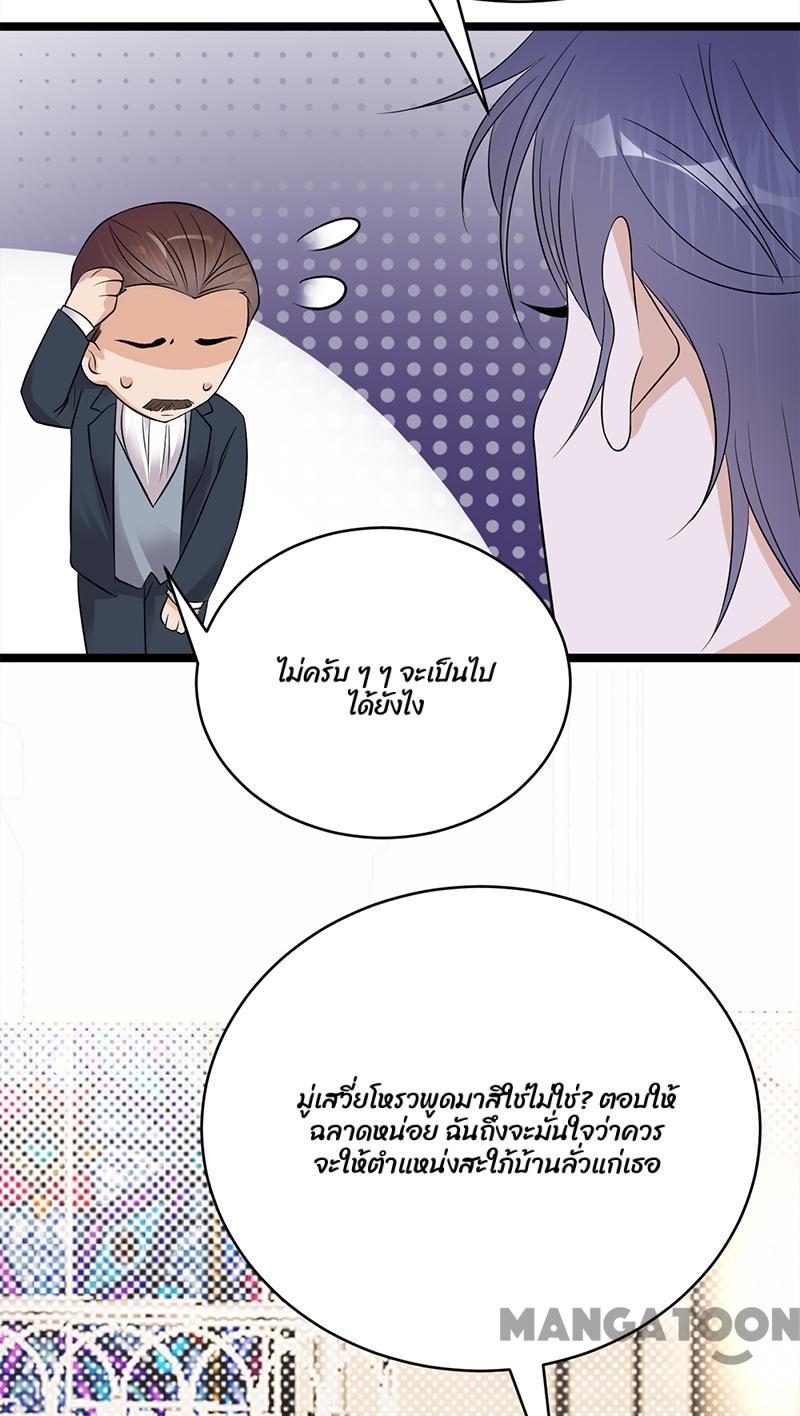 ไม่ครับ ๆ ๆ จะเป็นไป
ได้ยังไง
มู่เสวี่ยโหรวพูดมาสิใช่ไม่ใช่? ตอบให้
ฉลาดหน่อย ฉันถึงจะมั่นใจว่าควร
จะให้ตำแหน่งสะใภ้บ้านลั่วแก่เธอ
MANGATOON